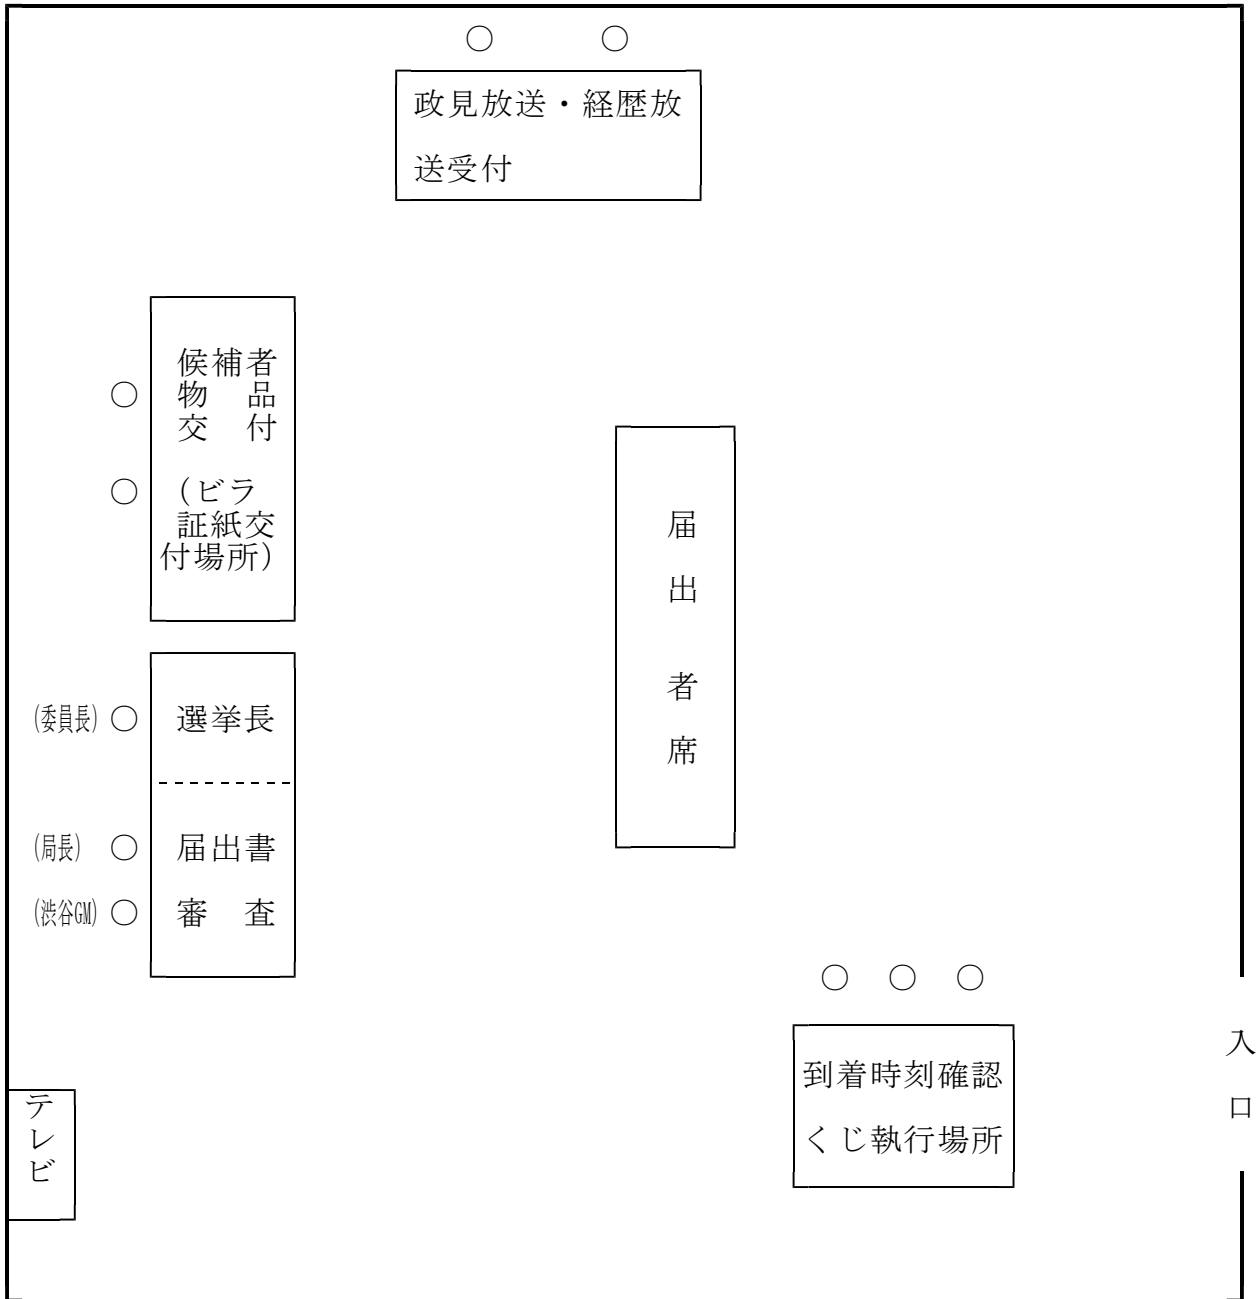 ○ ○
政見放送・経歴放
送受付
候補者
○ 物 品
交 付
○ （ビラ
証紙交
付場所）
届出者席
(委員長) ○ 選挙長
(局長) ○ 届出書
(渋谷GM) ○ 審 査
○ ○ ○
到着時刻確認
くじ執行場所
入口
テレビ